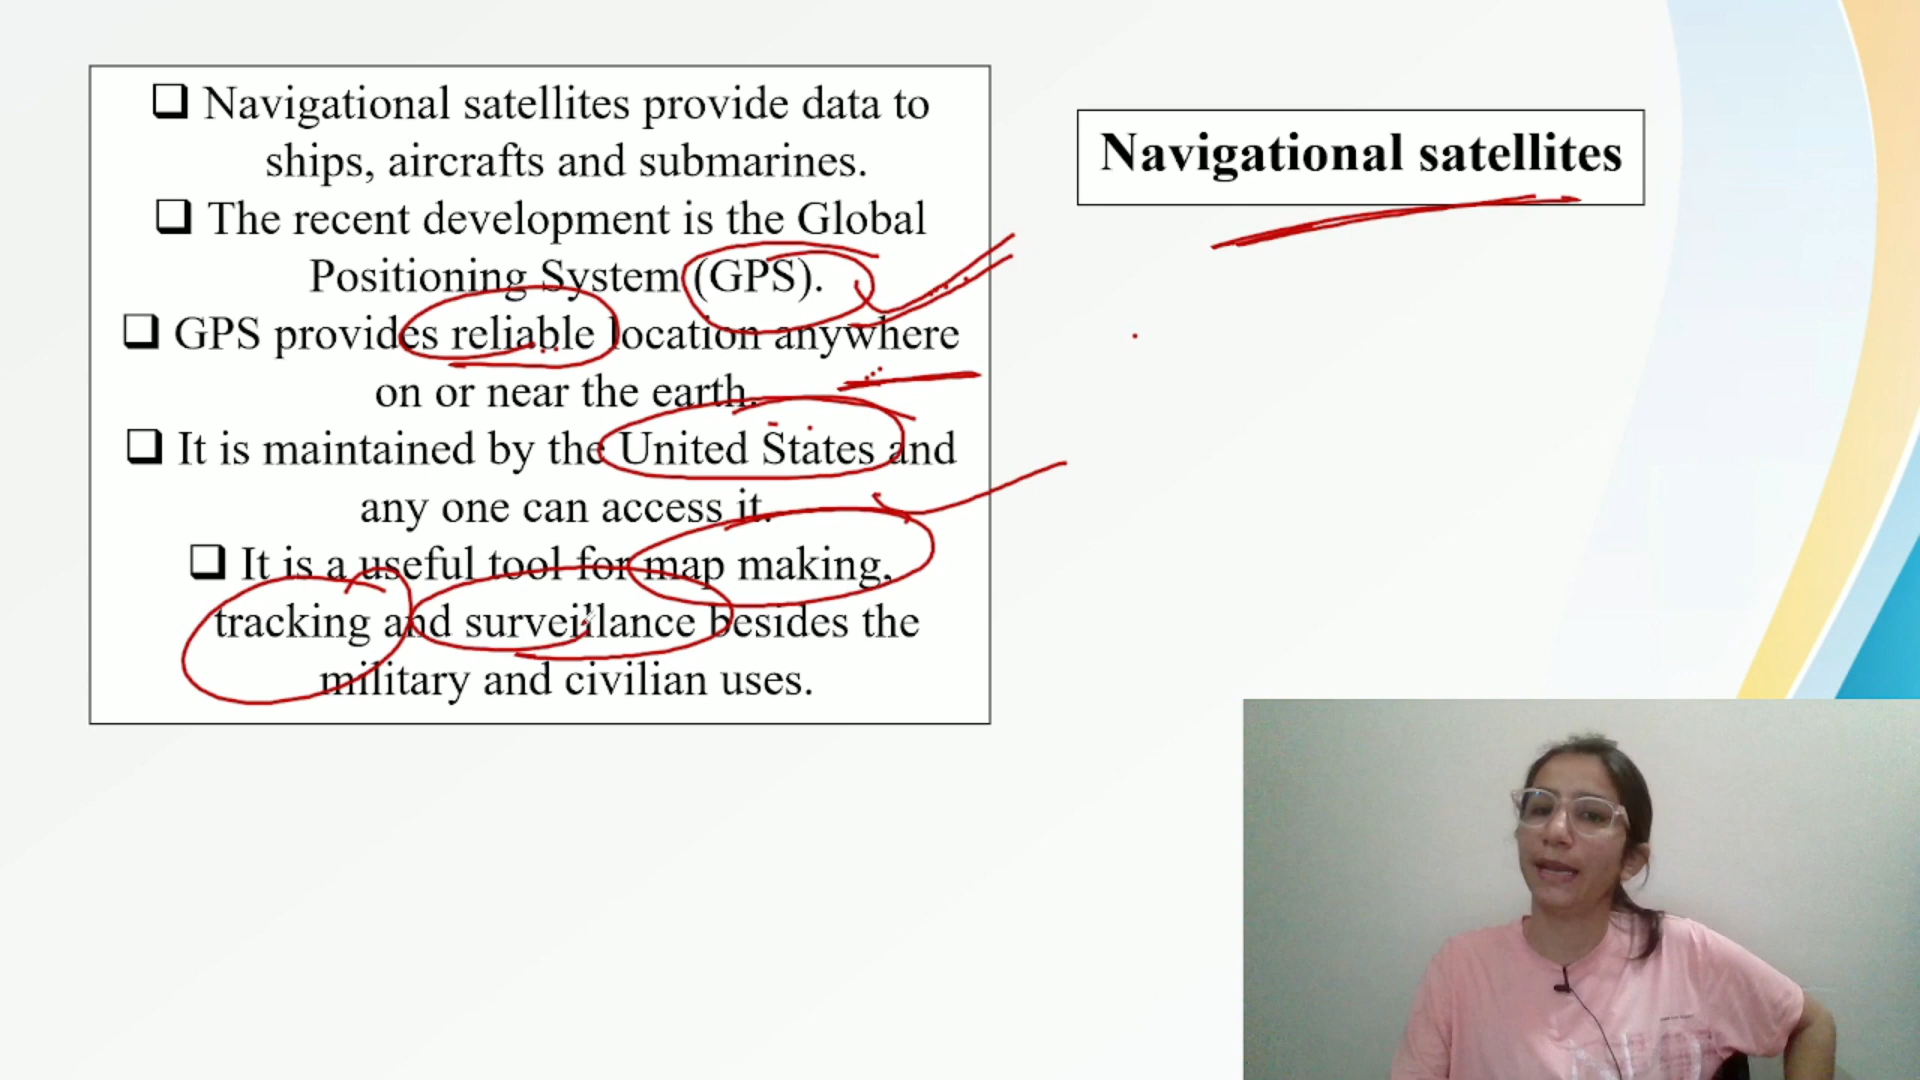 ❑ Navigational satellites provide data to
ships, aircrafts and submarines.
❑ The recent development is the Global
Positioning System (GPS).
❑ GPS provides reliable location anywhere
on or near the earth.
❑ It is maintained by the United States and
any one can access it.
❑ It is a useful tool for map making,
tracking and surveillance besides the
military and civilian uses.
Navigational satellites